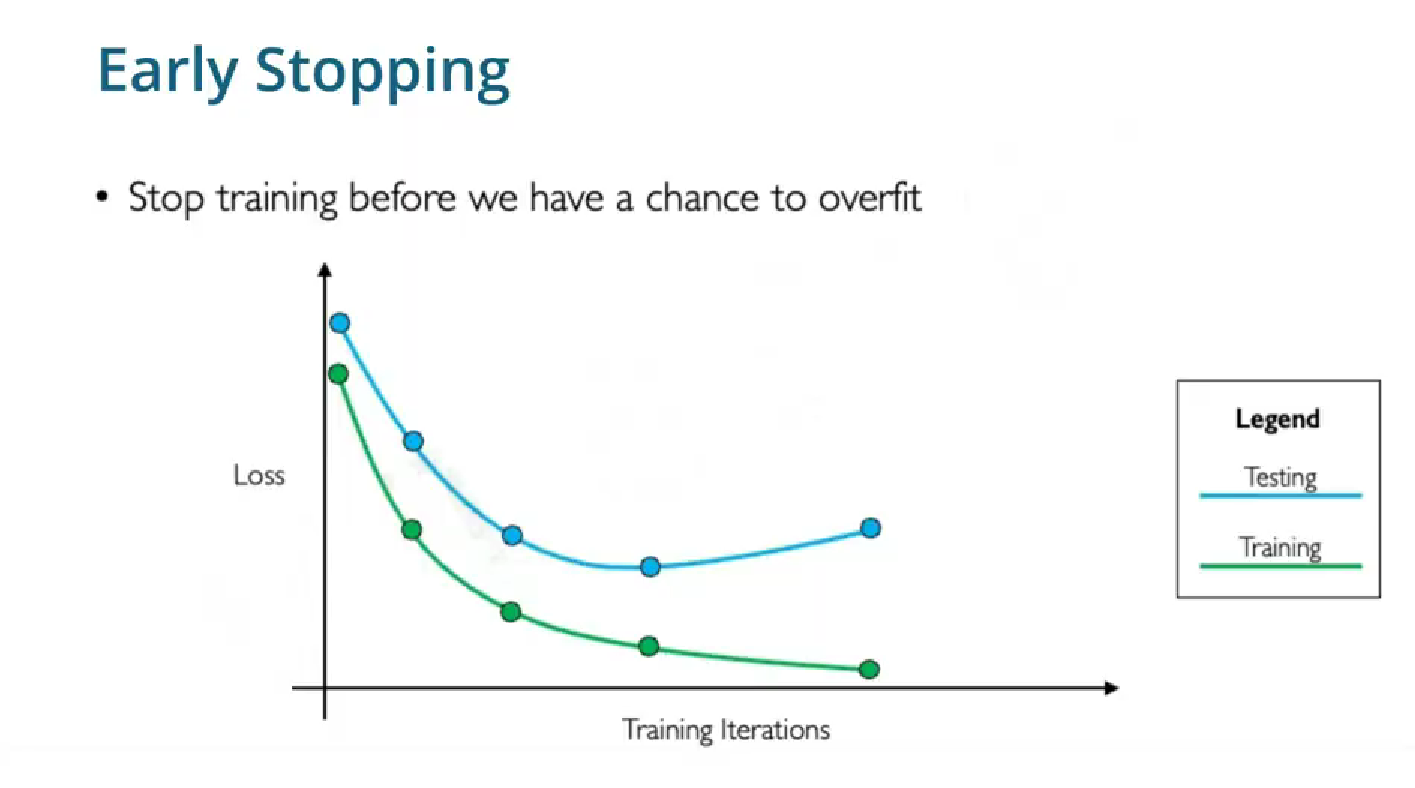 Early Stopping
• Stop training before we have a chance to overfit
Loss
Legend
Testing
Training
Training Iterations